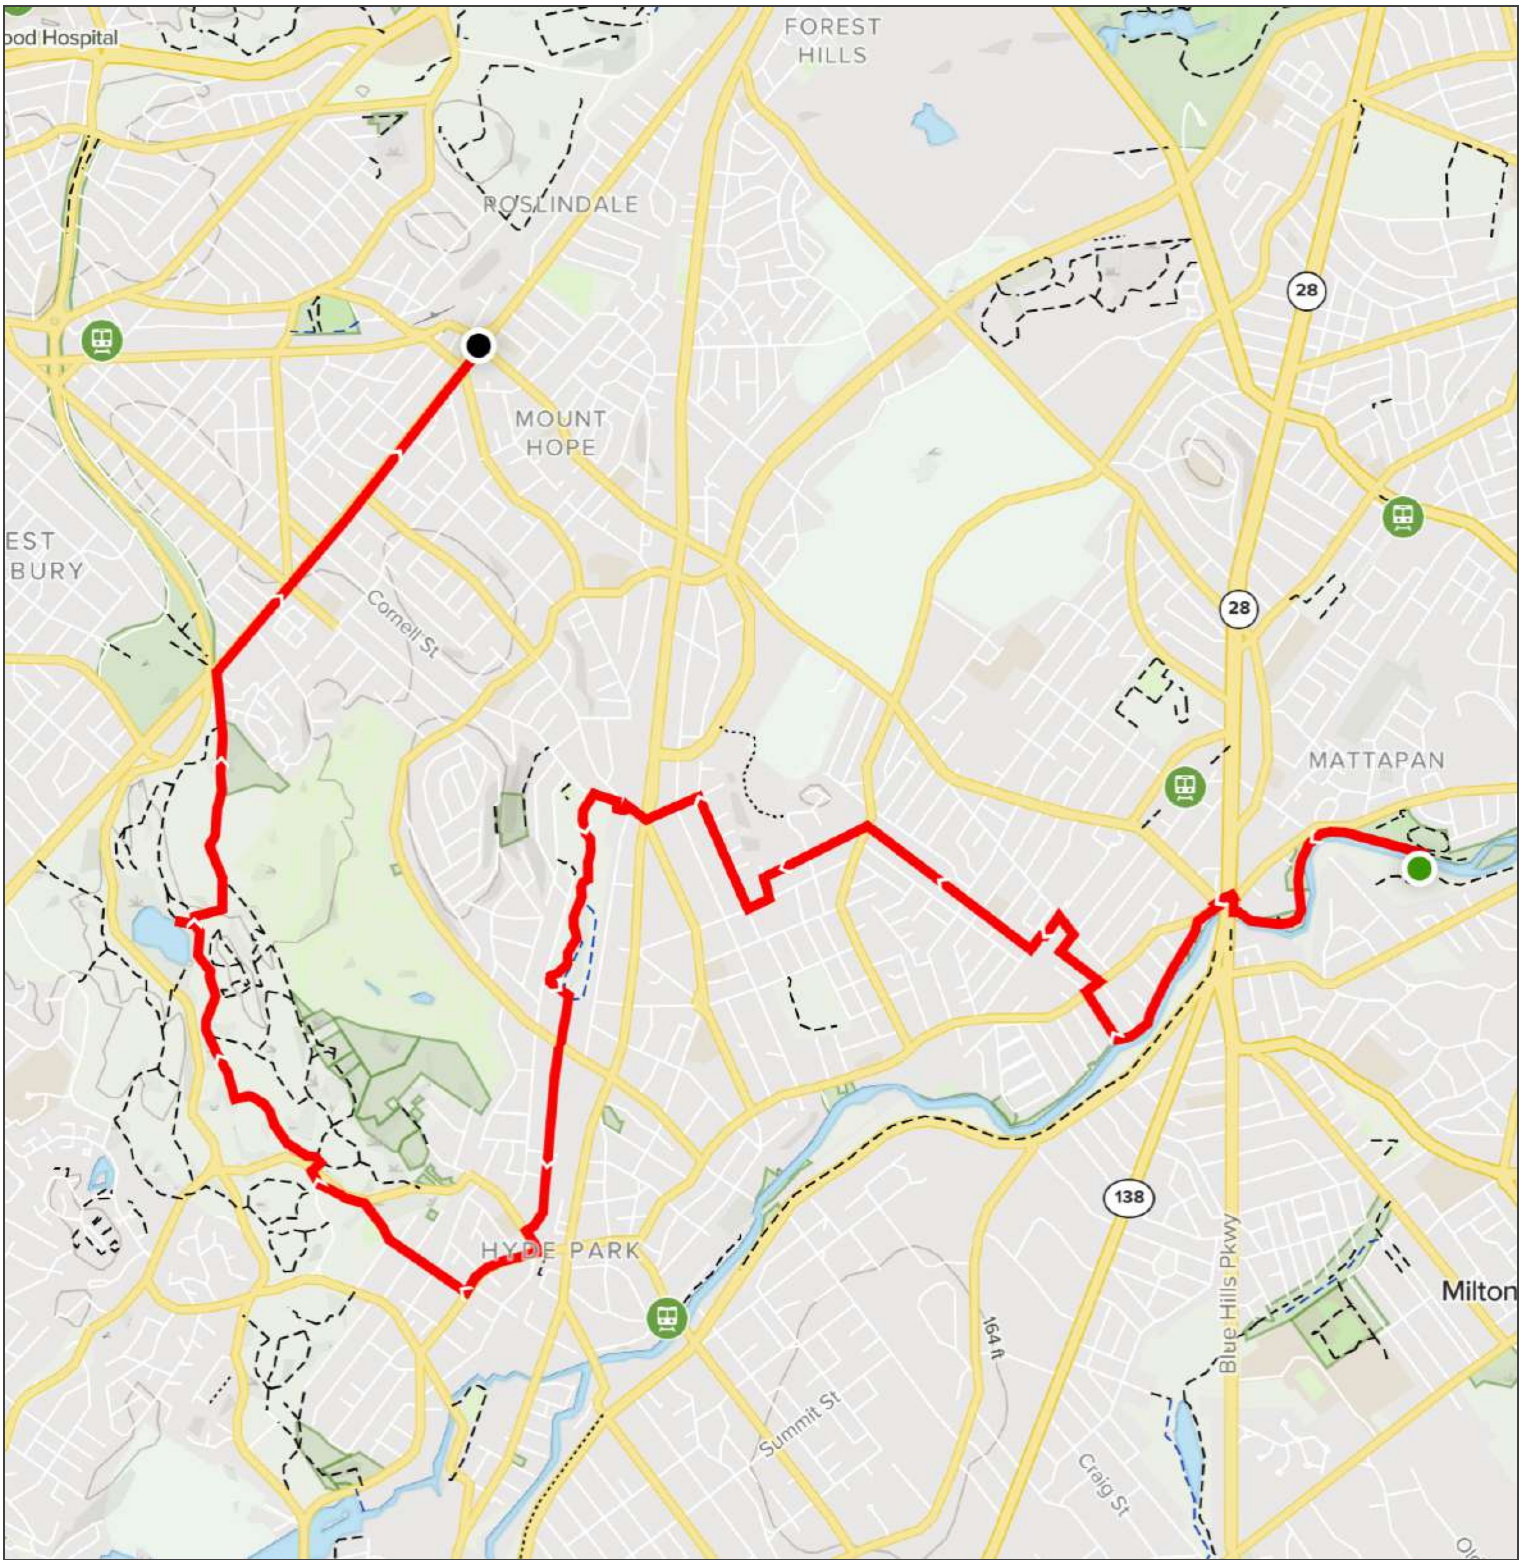 ood Hospital
FOREST
HILLS
ROSLINDALE
28
MOUNT
HOPE
EST
BURY
Cornell St
28
MATTAPAN
138
HYDE PARK
Blue Hills Pkwy
Milton
164 ft
Summit St
Craig St